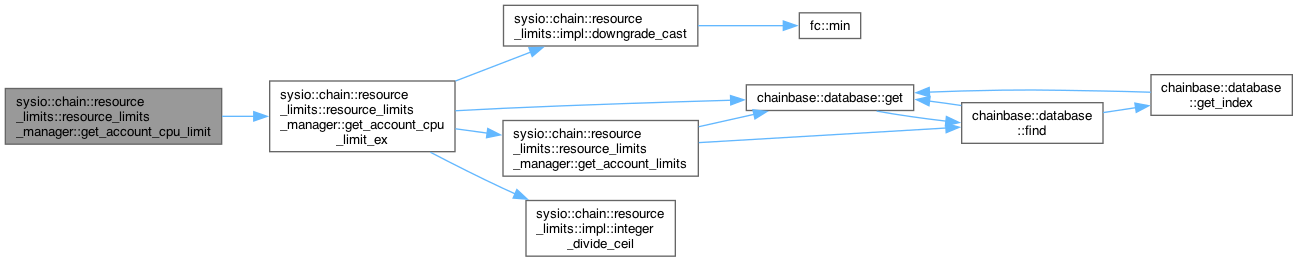 sysio::chain::resource
_limits::resource_limits
_manager::get_account_cpu_limit
sysio::chain::resource
_limits::resource_limits
_manager::get_account_cpu
_limit_ex
sysio::chain::resource
_limits::impl::downgrade_cast
fc::min
chainbase::database::get
sysio::chain::resource
_limits::resource_limits
_manager::get_account_limits
chainbase::database
::find
chainbase::database
::get_index
sysio::chain::resource
_limits::impl::integer
_divide_ceil